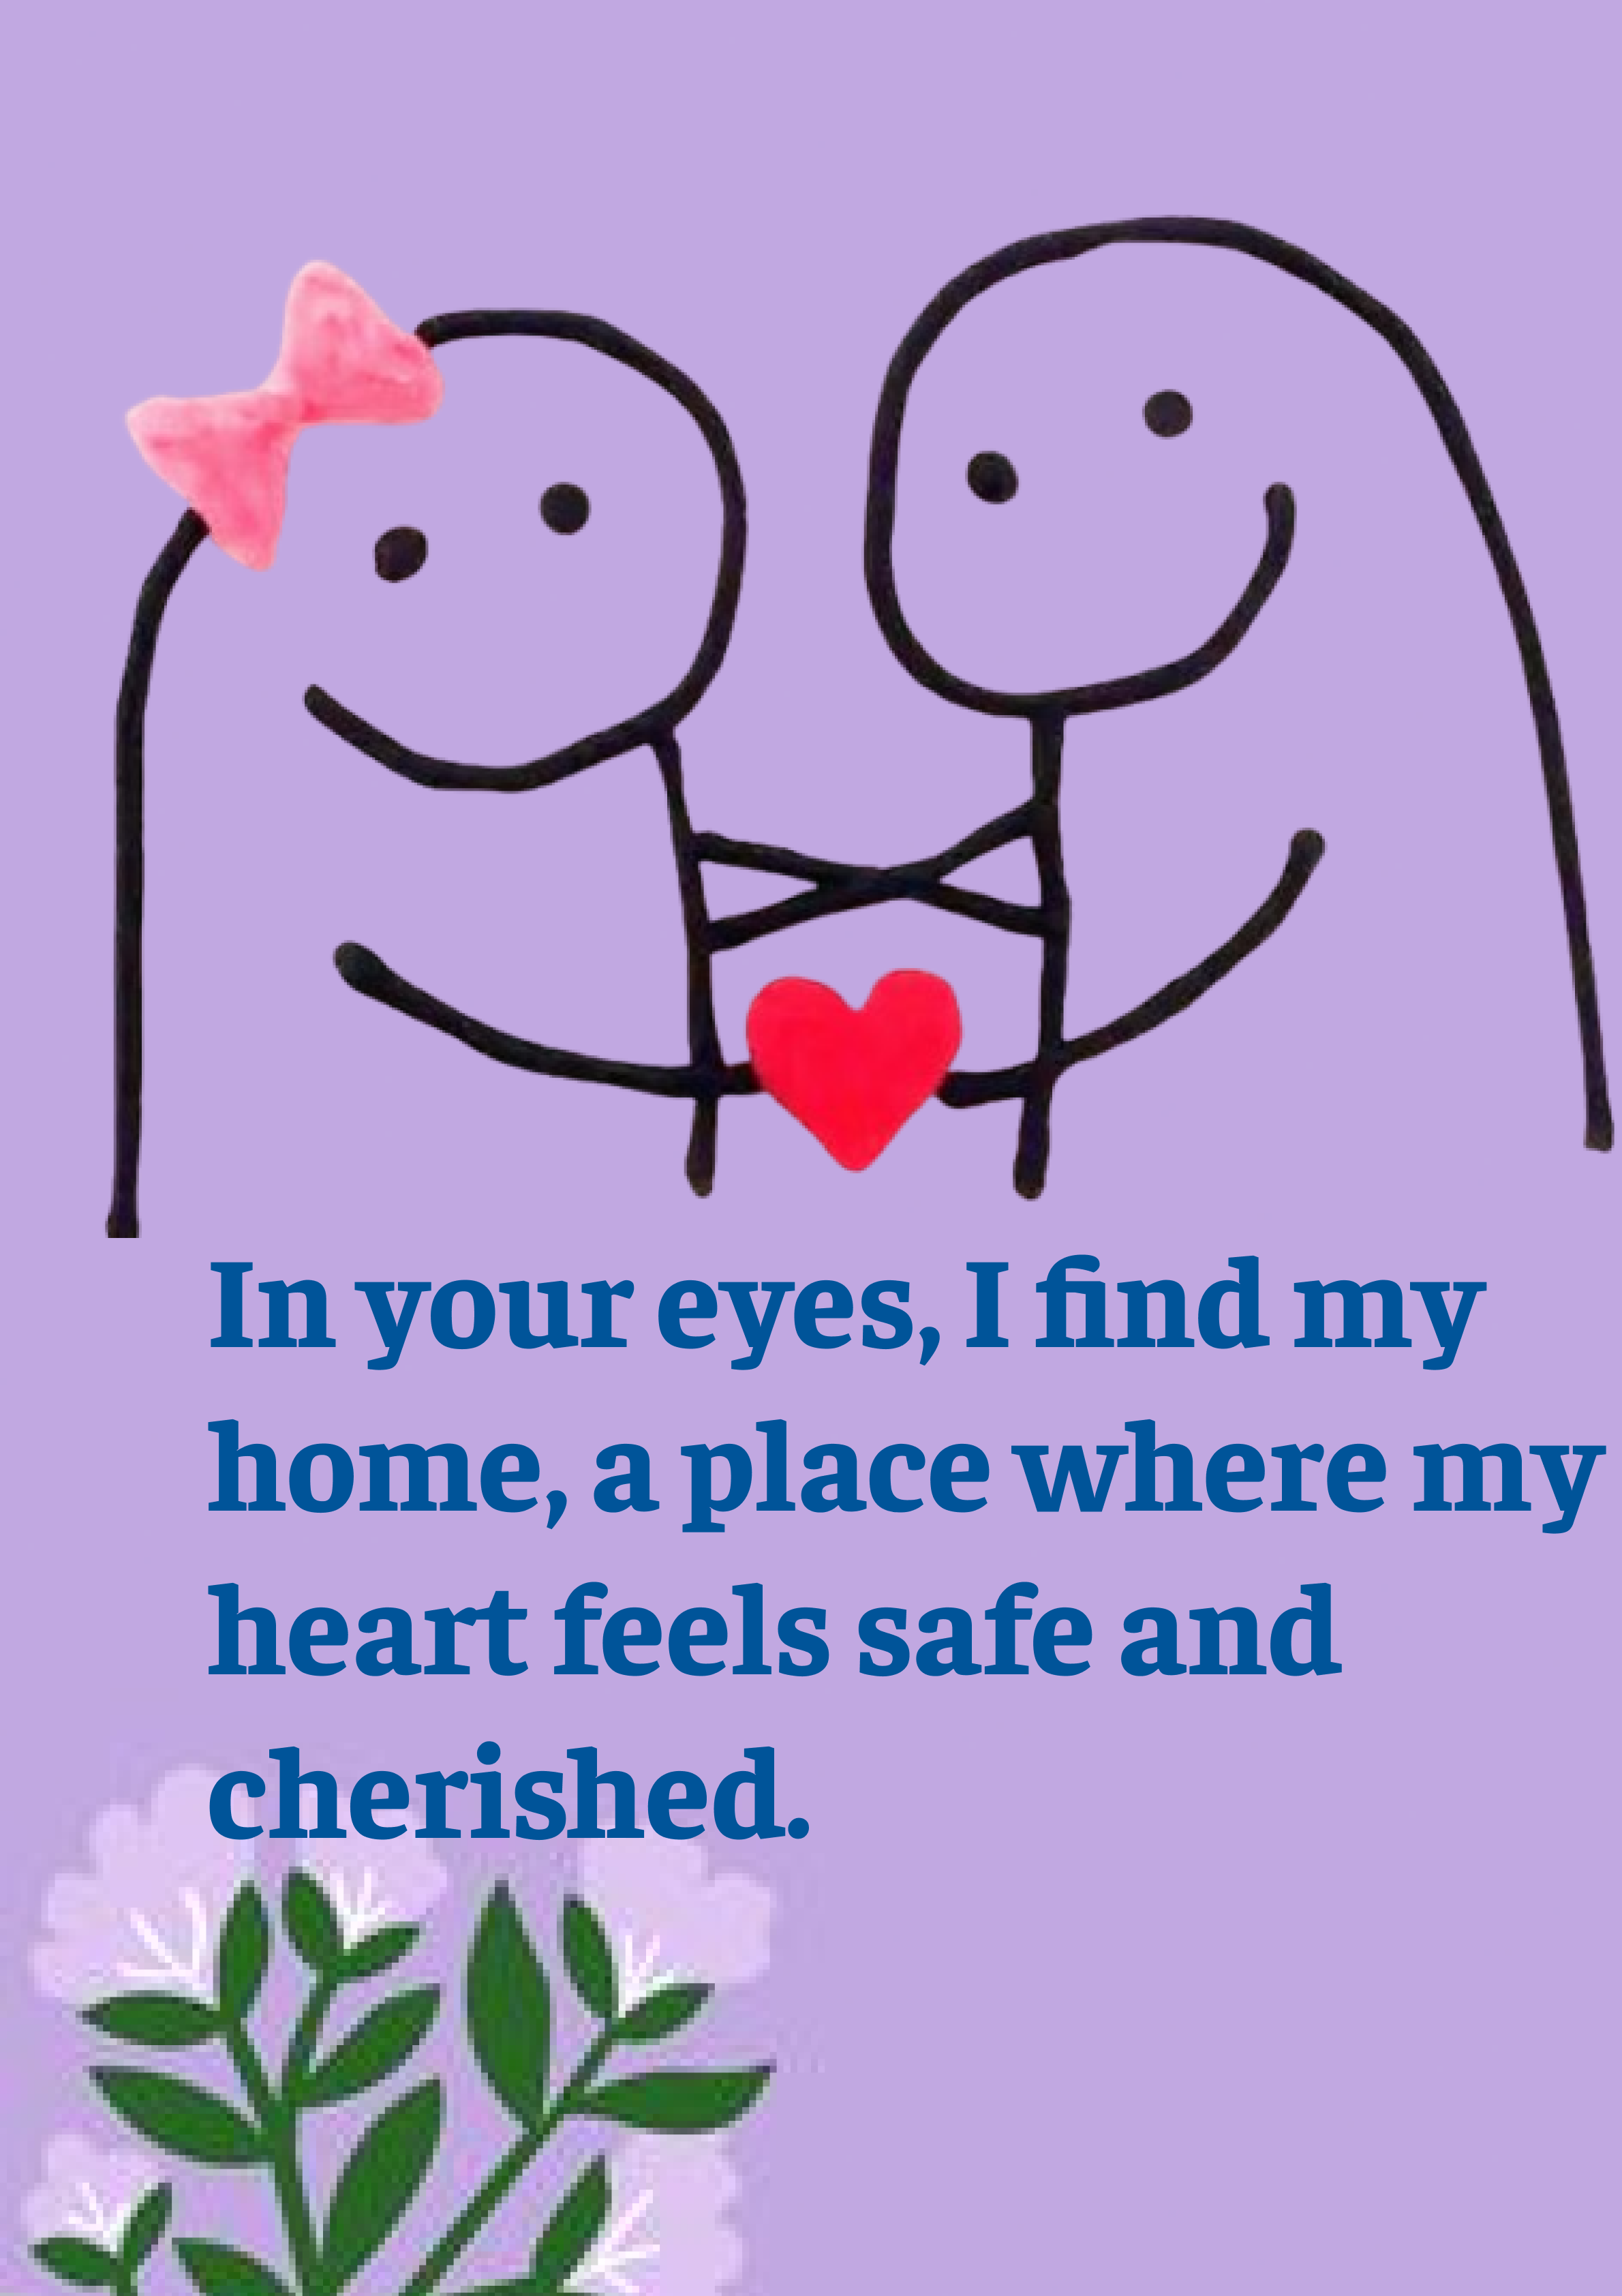 In your eyes, I find my
home, a place where my
heart feels safe and
cherished.